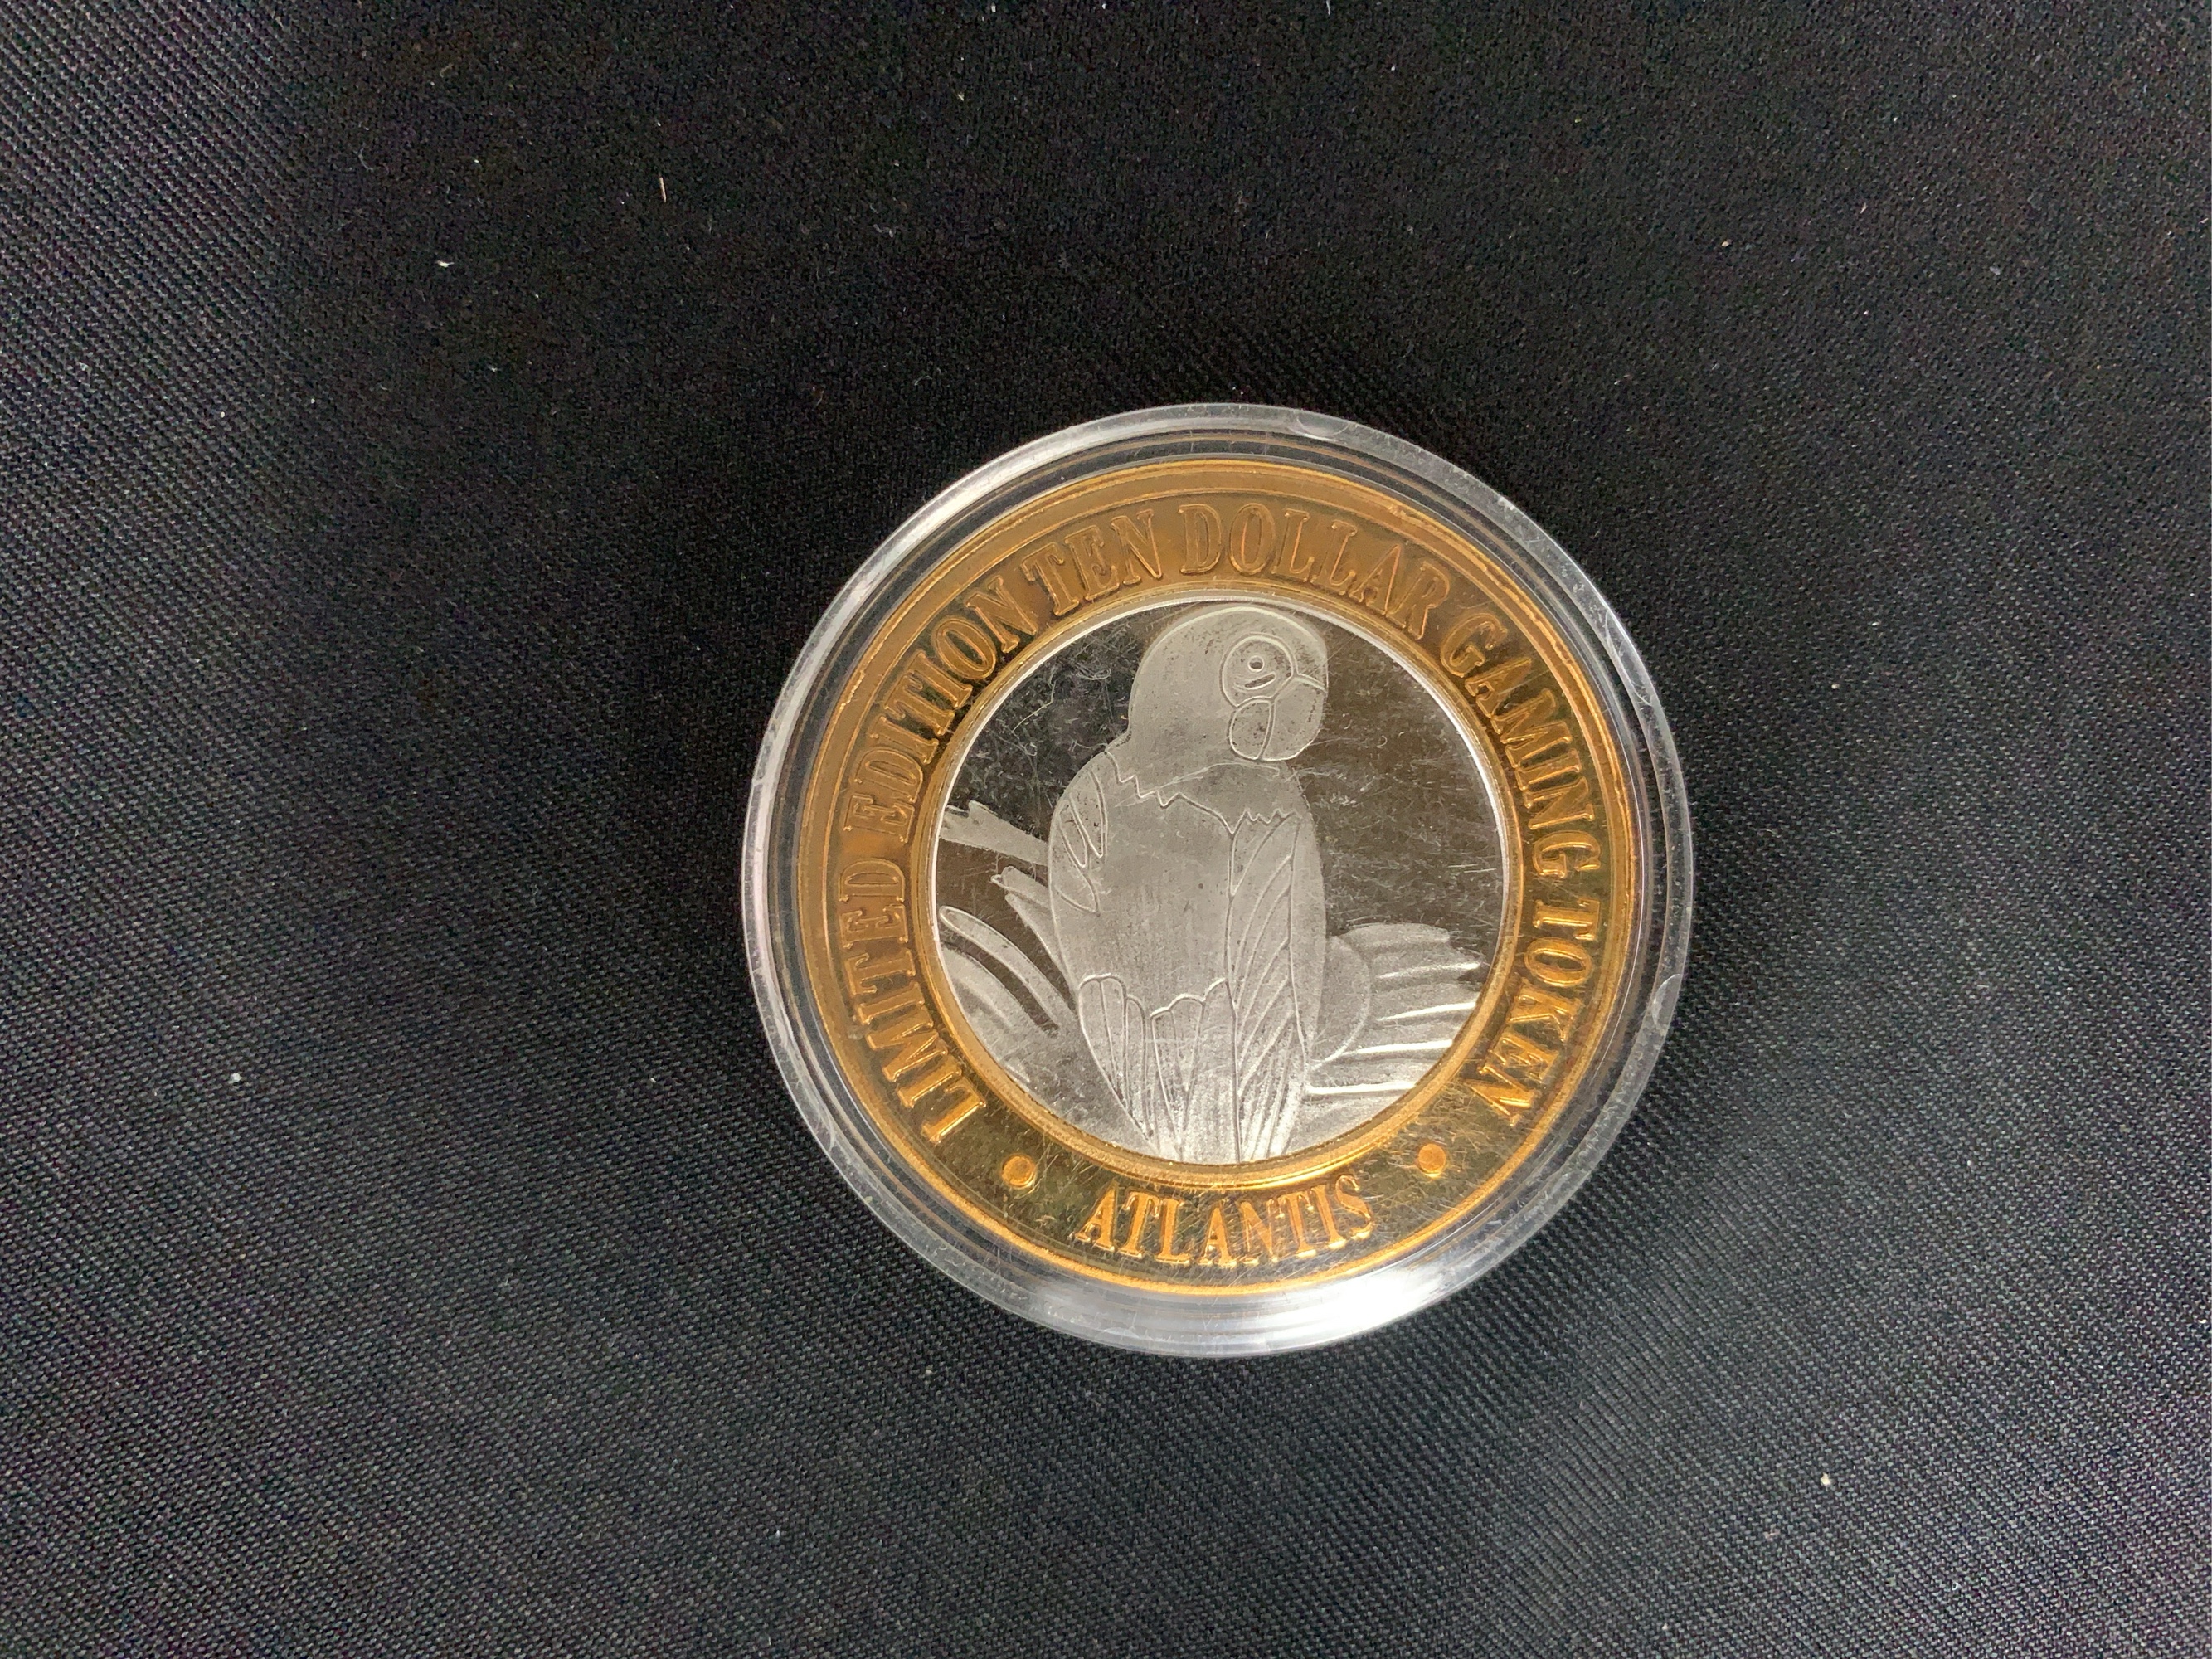 LIMITED EDITION TEN DOLLAR GAMING TOKEN
• ATLANTIS •